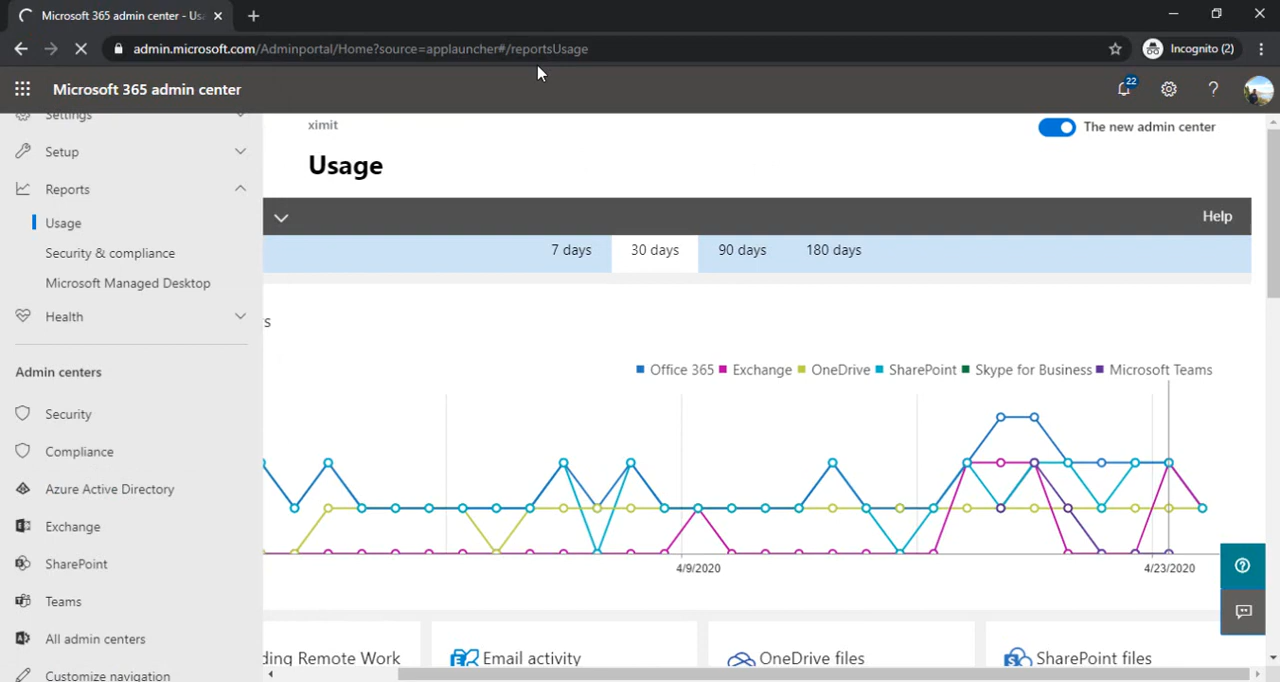 Microsoft 365 admin center - Usa
admin.microsoft.com/Adminportal/Home?source=applauncher#/reportsUsage
Incognito (2)
Microsoft 365 admin center
22
Settings
Setup
Reports
Usage
Security & compliance
Microsoft Managed Desktop
Health
Admin centers
Security
Compliance
Azure Active Directory
Exchange
SharePoint
Teams
All admin centers
Customize navigation
ximit
The new admin center
Usage
Help
7 days 30 days 90 days 180 days
s
Office 365 Exchange OneDrive SharePoint Skype for Business Microsoft Teams
4/9/2020 4/23/2020
ding Remote Work
Email activity
OneDrive files
SharePoint files